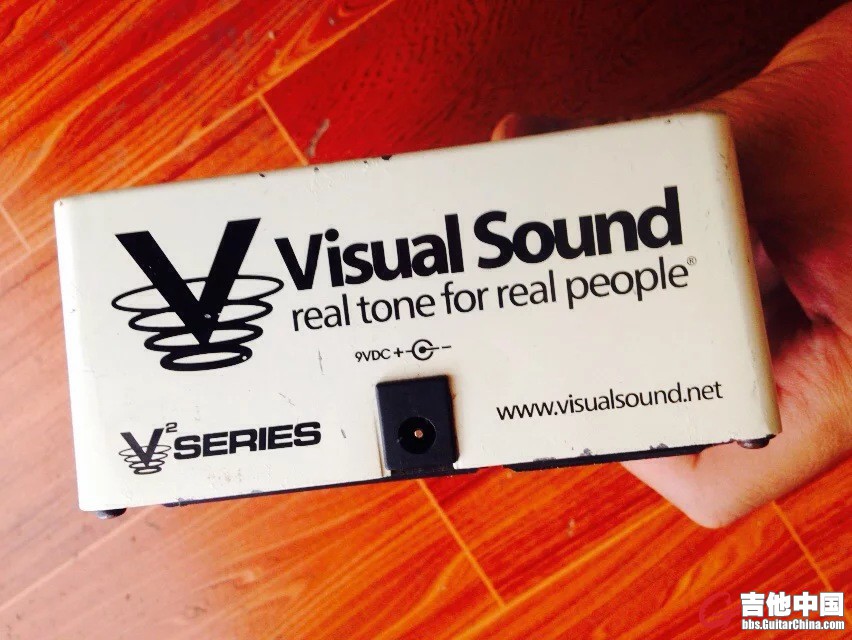 Visual Sound
real tone for real people®
9VDC + -
www.visualsound.net
V² SERIES
吉他中国
bbs.GuitarChina.com